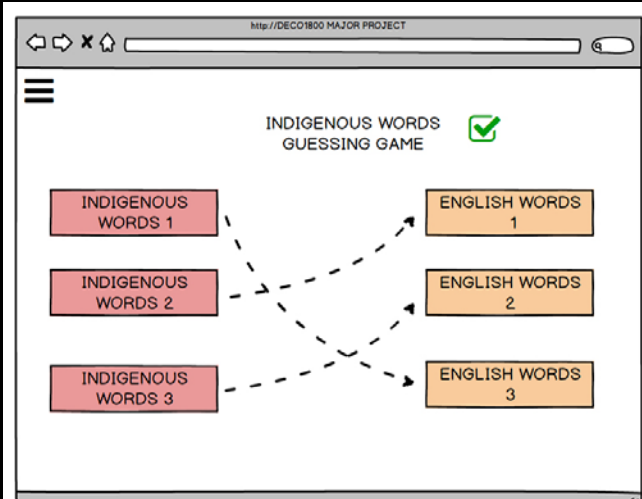 http://DECO1800 MAJOR PROJECT
INDIGENOUS WORDS
GUESSING GAME
INDIGENOUS
WORDS 1
ENGLISH WORDS
1
INDIGENOUS
WORDS 2
ENGLISH WORDS
2
INDIGENOUS
WORDS 3
ENGLISH WORDS
3